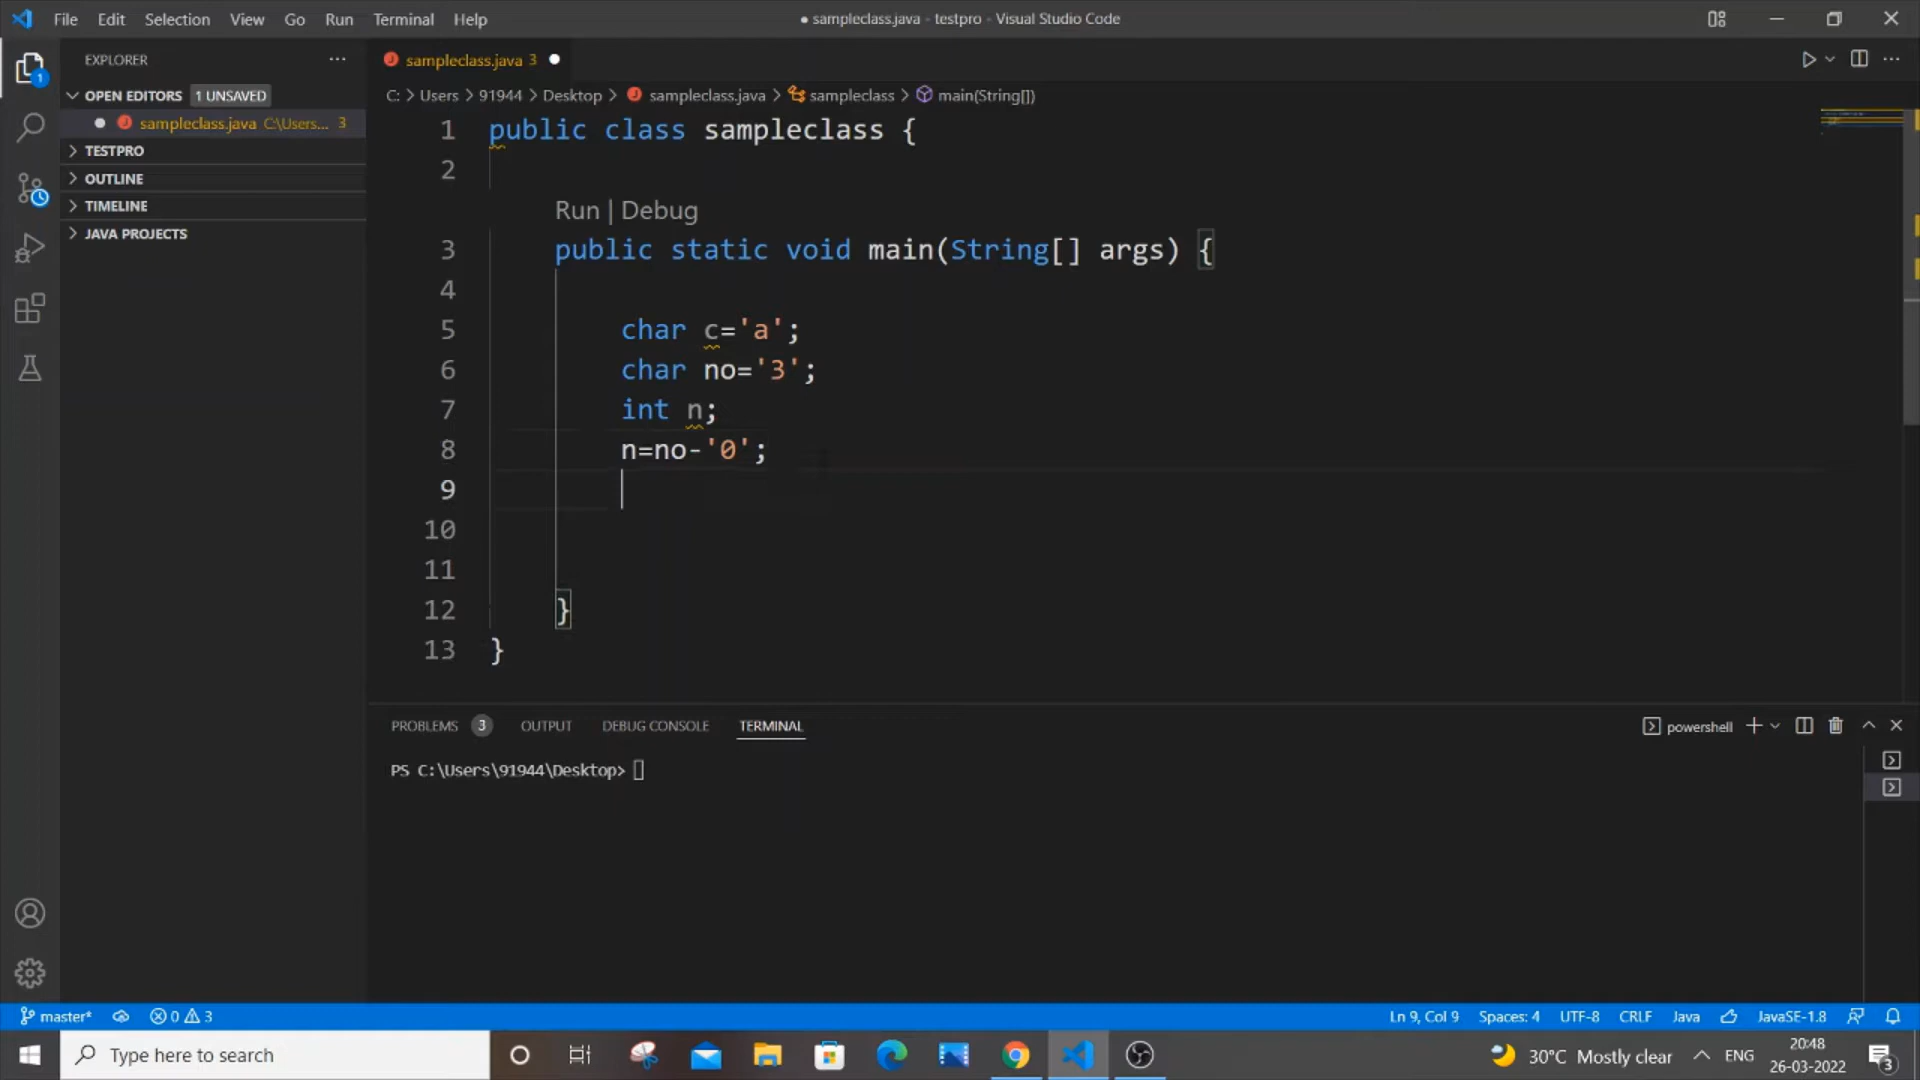 File Edit Selection View Go Run Terminal Help
● sampleclass.java - testpro - Visual Studio Code
EXPLORER
OPEN EDITORS 1 UNSAVED
sampleclass.java C:\Users... 3
TESTPRO
OUTLINE
TIMELINE
JAVA PROJECTS
1
sampleclass.java 3
C: > Users > 91944 > Desktop > sampleclass.java > sampleclass > main(String[])
1 public class sampleclass {
2
Run | Debug
3 public static void main(String[] args) {
4
5 char c='a';
6 char no='3';
7 int n;
8 n=no-'0';
9
10
11
12 }
13 }
PROBLEMS 3 OUTPUT DEBUG CONSOLE TERMINAL
powershell
PS C:\Users\91944\Desktop>
master* 0 3
Ln 9, Col 9 Spaces: 4 UTF-8 CRLF Java JavaSE-1.8
Type here to search
30°C Mostly clear ENG
20:48
26-03-2022
3